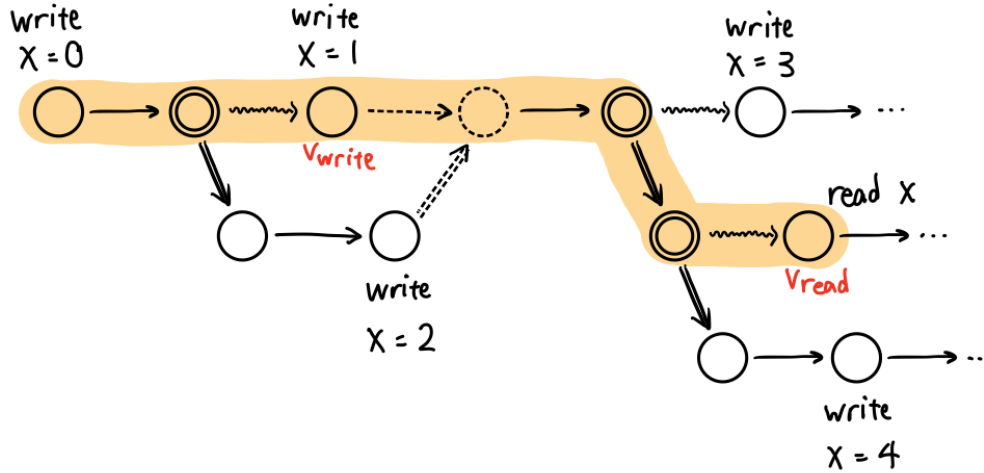 write
x = 0
write
x = 1
write
x = 3
...
Vwrite
read x
...
write
x = 2
Vread
..
write
x = 4